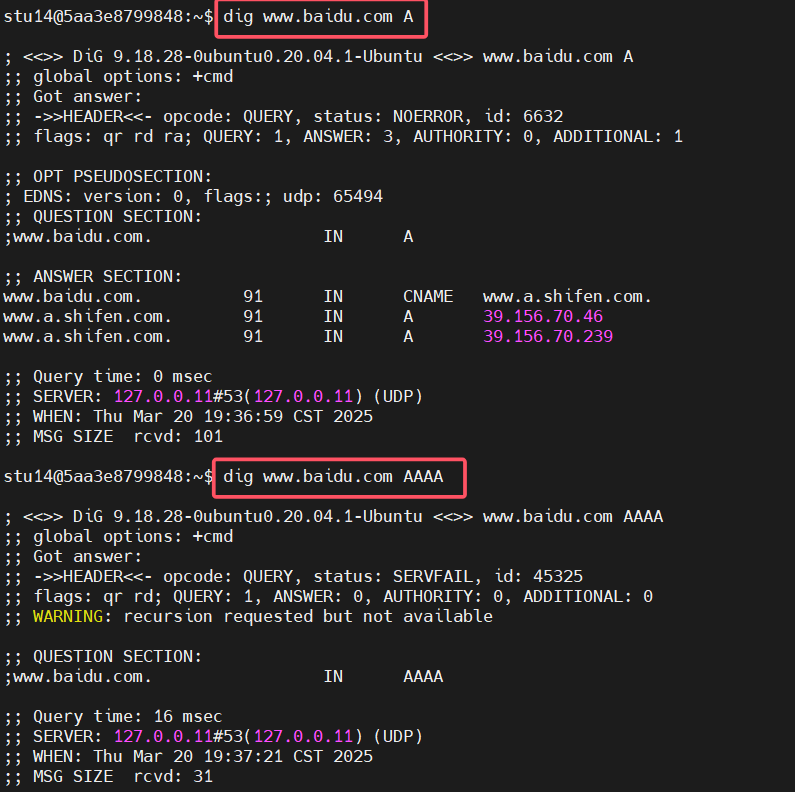 stu14@5aa3e8799848:~$ dig www.baidu.com A
; <<>> DiG 9.18.28-0ubuntu0.20.04.1-Ubuntu <<>> www.baidu.com A
;; global options: +cmd
;; Got answer:
;; ->>HEADER<<- opcode: QUERY, status: NOERROR, id: 6632
;; flags: qr rd ra; QUERY: 1, ANSWER: 3, AUTHORITY: 0, ADDITIONAL: 1
;; OPT PSEUDOSECTION:
; EDNS: version: 0, flags:; udp: 65494
;; QUESTION SECTION:
;www.baidu.com. IN A
;; ANSWER SECTION:
www.baidu.com. 91 IN CNAME www.a.shifen.com.
www.a.shifen.com. 91 IN A 39.156.70.46
www.a.shifen.com. 91 IN A 39.156.70.239
;; Query time: 0 msec
;; SERVER: 127.0.0.11#53(127.0.0.11) (UDP)
;; WHEN: Thu Mar 20 19:36:59 CST 2025
;; MSG SIZE rcvd: 101
stu14@5aa3e8799848:~$ dig www.baidu.com AAAA
; <<>> DiG 9.18.28-0ubuntu0.20.04.1-Ubuntu <<>> www.baidu.com AAAA
;; global options: +cmd
;; Got answer:
;; ->>HEADER<<- opcode: QUERY, status: SERVFAIL, id: 45325
;; flags: qr rd; QUERY: 1, ANSWER: 0, AUTHORITY: 0, ADDITIONAL: 0
;; WARNING: recursion requested but not available
;; QUESTION SECTION:
;www.baidu.com. IN AAAA
;; Query time: 16 msec
;; SERVER: 127.0.0.11#53(127.0.0.11) (UDP)
;; WHEN: Thu Mar 20 19:37:21 CST 2025
;; MSG SIZE rcvd: 31